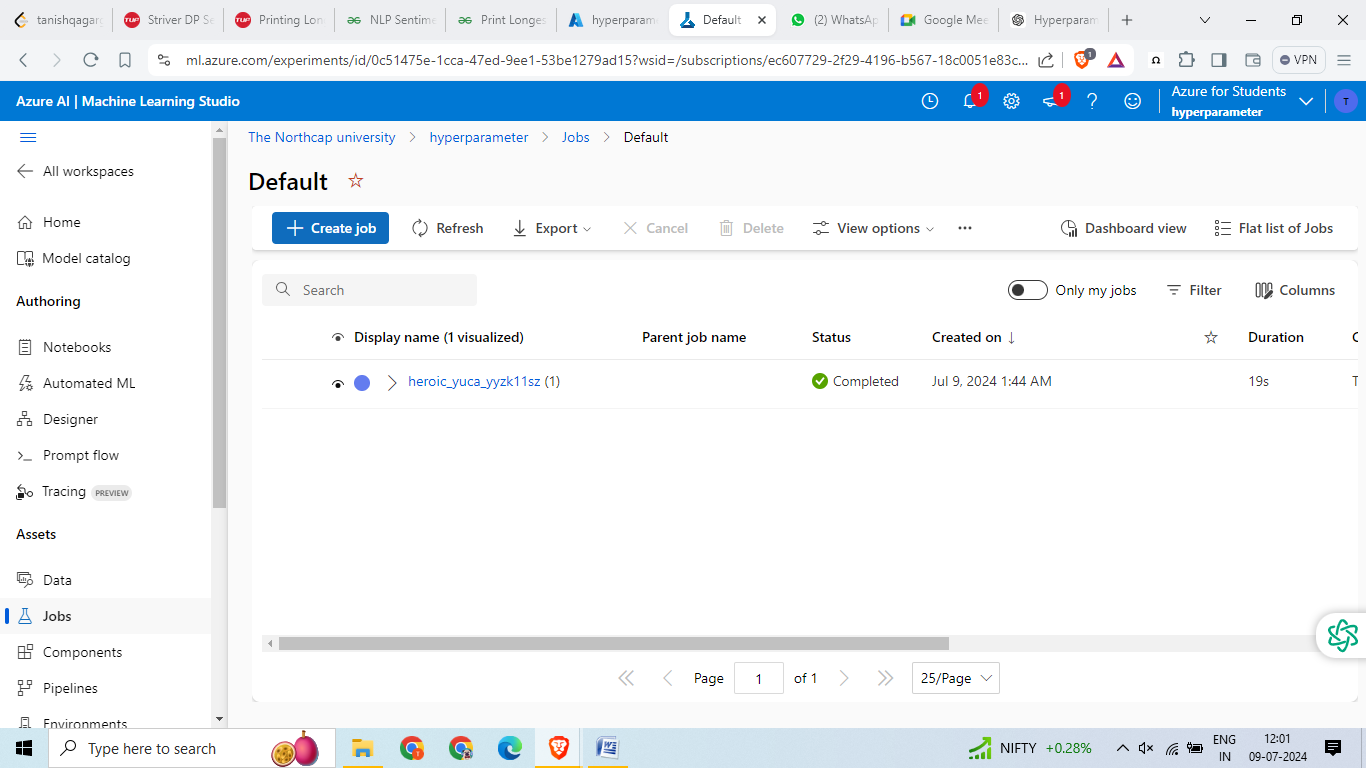 tanishqagarg
Striver DP Se
Printing Lon
NLP Sentime
Print Longes
hyperparame
Default
(2) WhatsAp
Google Mee
Hyperparam
ml.azure.com/experiments/id/0c51475e-1cca-47ed-9ee1-53be1279ad15?wsid=/subscriptions/ec607729-2f29-4196-b567-18c0051e83c...
1
VPN
Azure AI | Machine Learning Studio
1
1
Azure for Students
hyperparameter
T
The Northcap university > hyperparameter > Jobs > Default
All workspaces
Default
Home
Create job
Refresh
Export
Cancel
Delete
View options
Dashboard view
Flat list of Jobs
Model catalog
Search
Only my jobs
Filter
Columns
Authoring
Display name (1 visualized)
Parent job name
Status
Created on ↓
Duration
C
Notebooks
heroic_yuca_yyzk11sz (1)
Completed
Jul 9, 2024 1:44 AM
19s
T
Automated ML
Designer
Prompt flow
Tracing PREVIEW
Assets
Data
Jobs
Components
Pipelines
Environments
Page 1 of 1
25/Page
Type here to search
NIFTY +0.28%
ENG
IN
12:01
09-07-2024